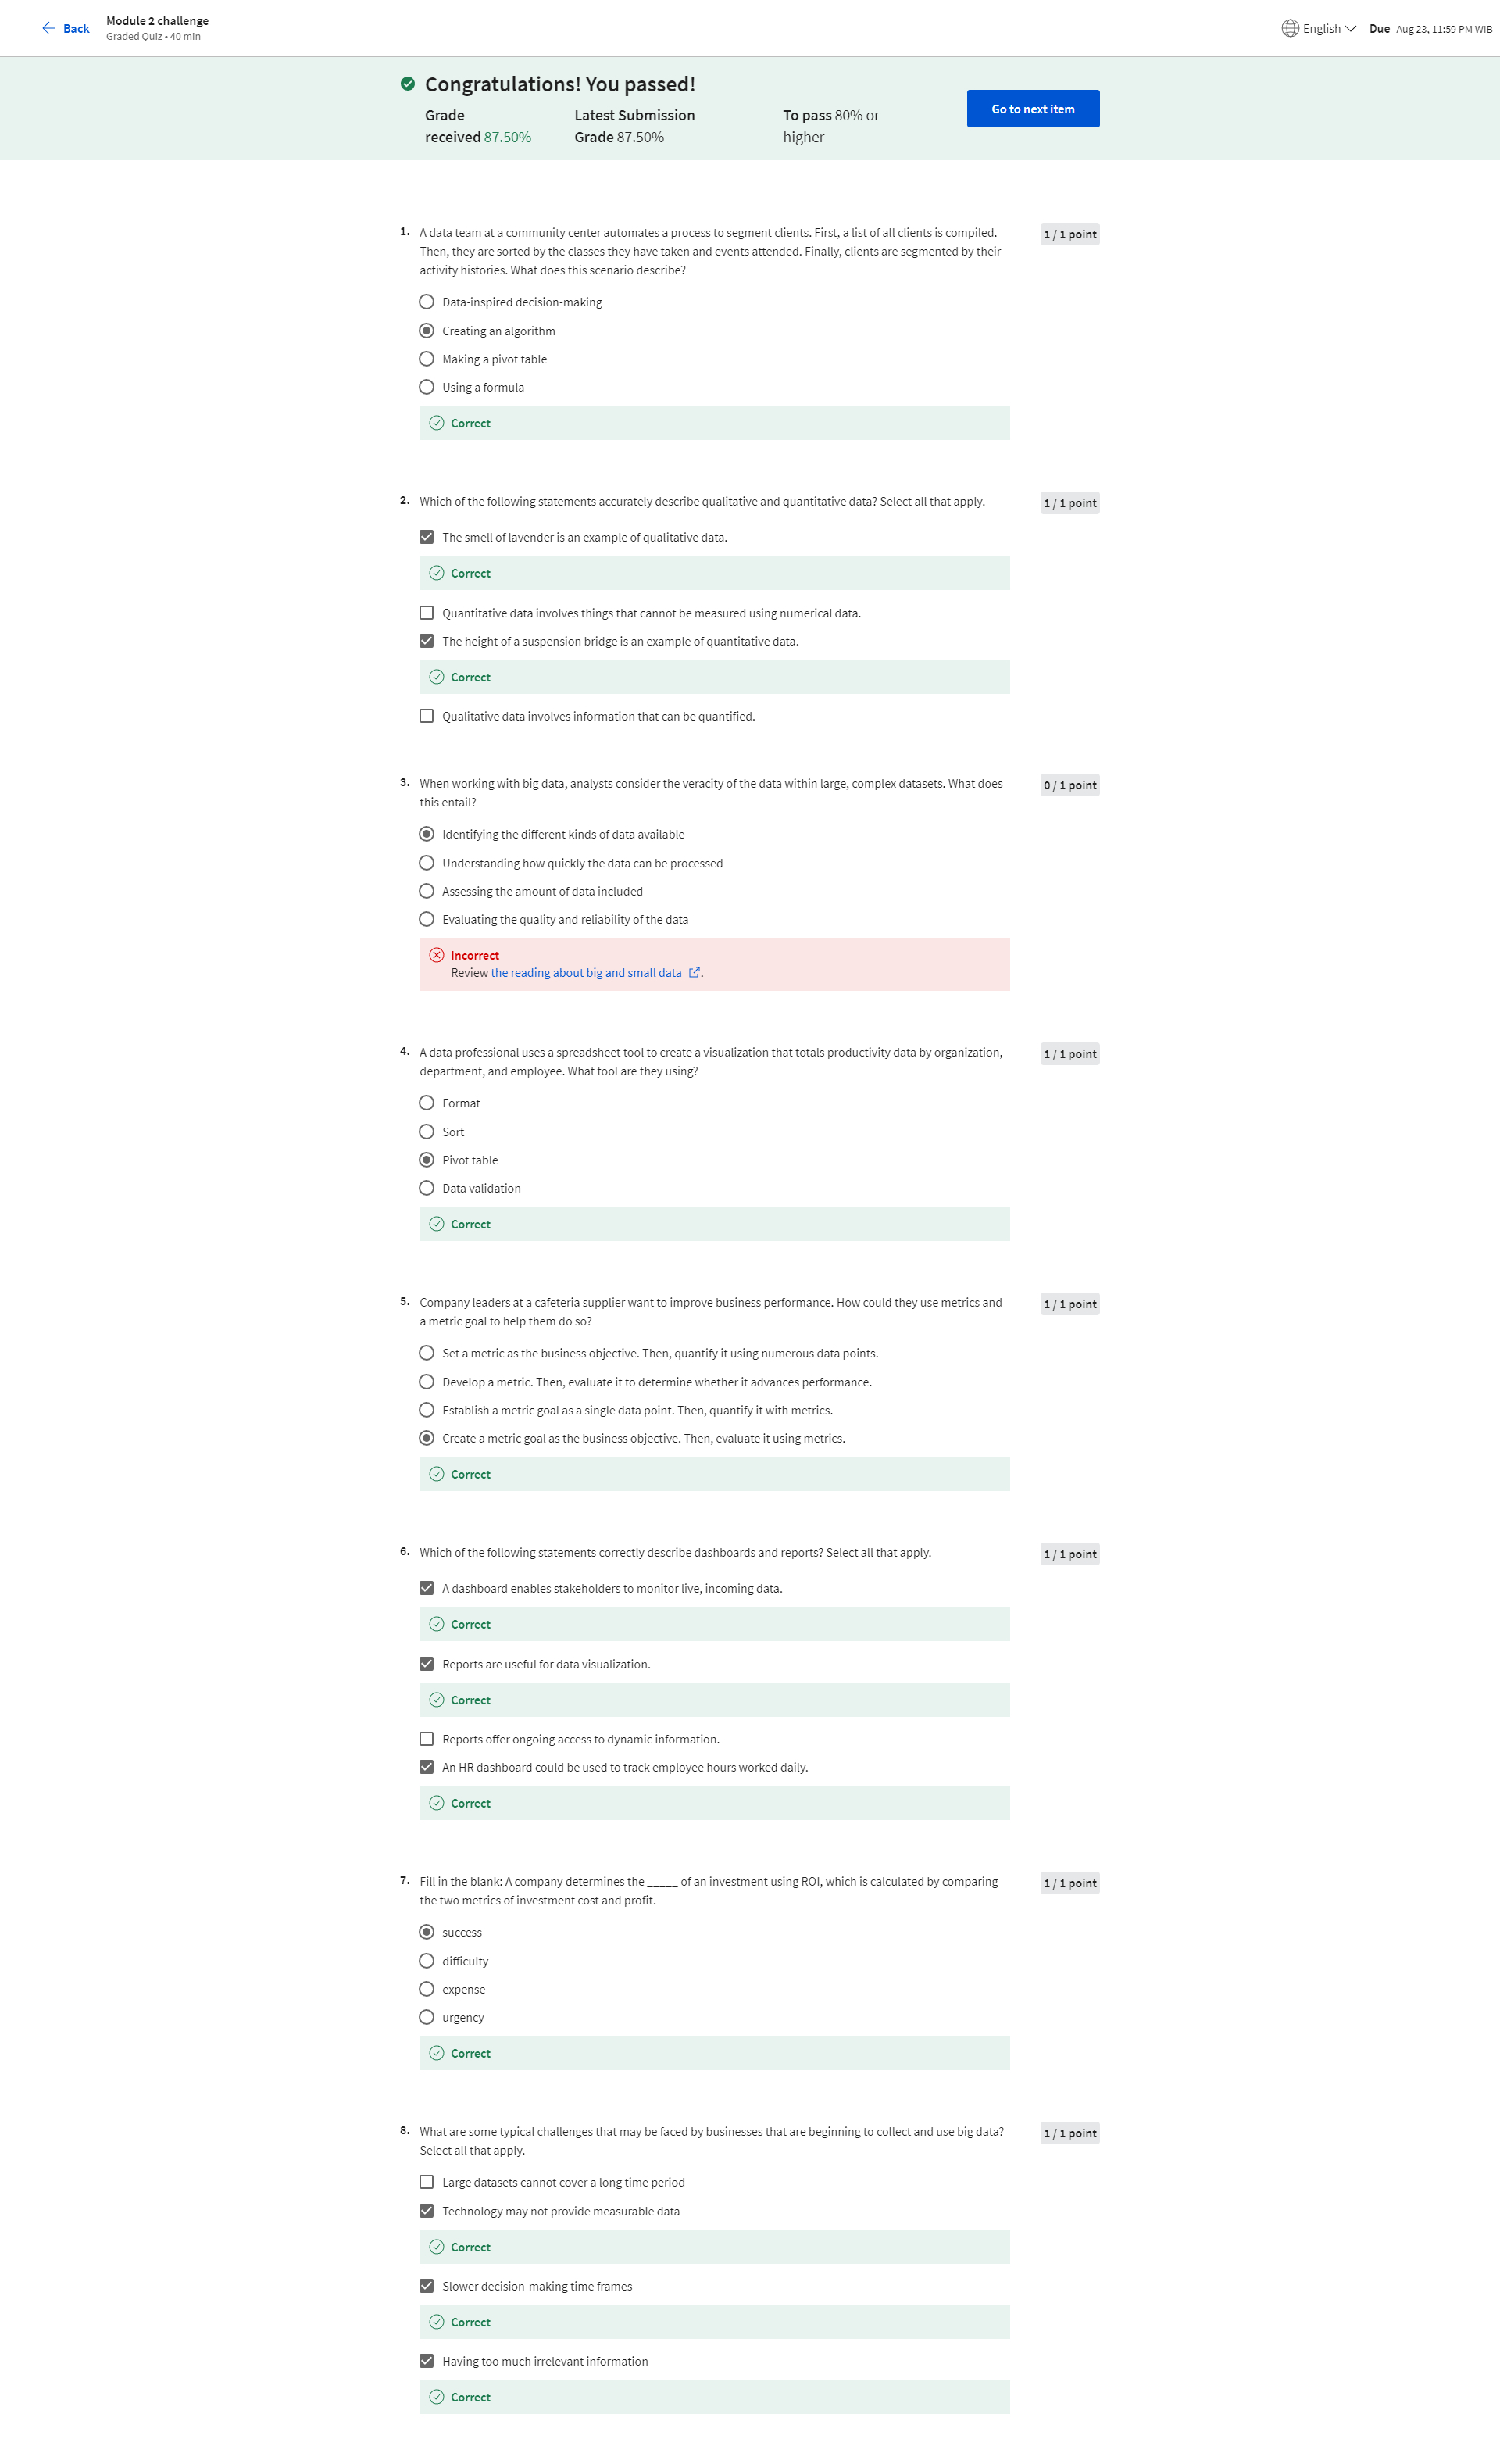 Back
Module 2 challenge
Graded Quiz • 40 min
English
Due Aug 23, 11:59 PM WIB
Congratulations! You passed!
Grade
received 87.50%
Latest Submission
Grade 87.50%
To pass 80% or
higher
Go to next item
1. A data team at a community center automates a process to segment clients. First, a list of all clients is compiled.
Then, they are sorted by the classes they have taken and events attended. Finally, clients are segmented by their
activity histories. What does this scenario describe?
1 / 1 point
Data-inspired decision-making
Creating an algorithm
Making a pivot table
Using a formula
Correct
2. Which of the following statements accurately describe qualitative and quantitative data? Select all that apply.
1 / 1 point
The smell of lavender is an example of qualitative data.
Correct
Quantitative data involves things that cannot be measured using numerical data.
The height of a suspension bridge is an example of quantitative data.
Correct
Qualitative data involves information that can be quantified.
3. When working with big data, analysts consider the veracity of the data within large, complex datasets. What does
this entail?
0 / 1 point
Identifying the different kinds of data available
Understanding how quickly the data can be processed
Assessing the amount of data included
Evaluating the quality and reliability of the data
Incorrect
Review the reading about big and small data .
4. A data professional uses a spreadsheet tool to create a visualization that totals productivity data by organization,
department, and employee. What tool are they using?
1 / 1 point
Format
Sort
Pivot table
Data validation
Correct
5. Company leaders at a cafeteria supplier want to improve business performance. How could they use metrics and
a metric goal to help them do so?
1 / 1 point
Set a metric as the business objective. Then, quantify it using numerous data points.
Develop a metric. Then, evaluate it to determine whether it advances performance.
Establish a metric goal as a single data point. Then, quantify it with metrics.
Create a metric goal as the business objective. Then, evaluate it using metrics.
Correct
6. Which of the following statements correctly describe dashboards and reports? Select all that apply.
1 / 1 point
A dashboard enables stakeholders to monitor live, incoming data.
Correct
Reports are useful for data visualization.
Correct
Reports offer ongoing access to dynamic information.
An HR dashboard could be used to track employee hours worked daily.
Correct
7. Fill in the blank: A company determines the _____ of an investment using ROI, which is calculated by comparing
the two metrics of investment cost and profit.
1 / 1 point
success
difficulty
expense
urgency
Correct
8. What are some typical challenges that may be faced by businesses that are beginning to collect and use big data?
Select all that apply.
1 / 1 point
Large datasets cannot cover a long time period
Technology may not provide measurable data
Correct
Slower decision-making time frames
Correct
Having too much irrelevant information
Correct